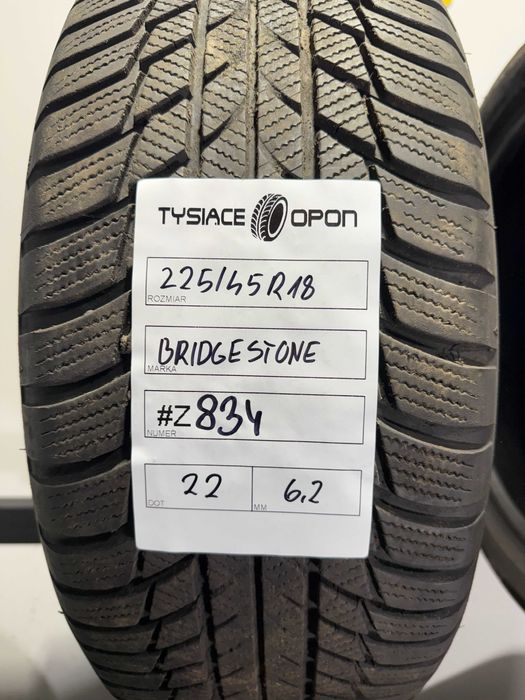 TYSIACE OPON
225/45R18
ROZMIAR
BRIDGESTONE
MARKA
#Z834
NUMER
22 6,2
DOT MM